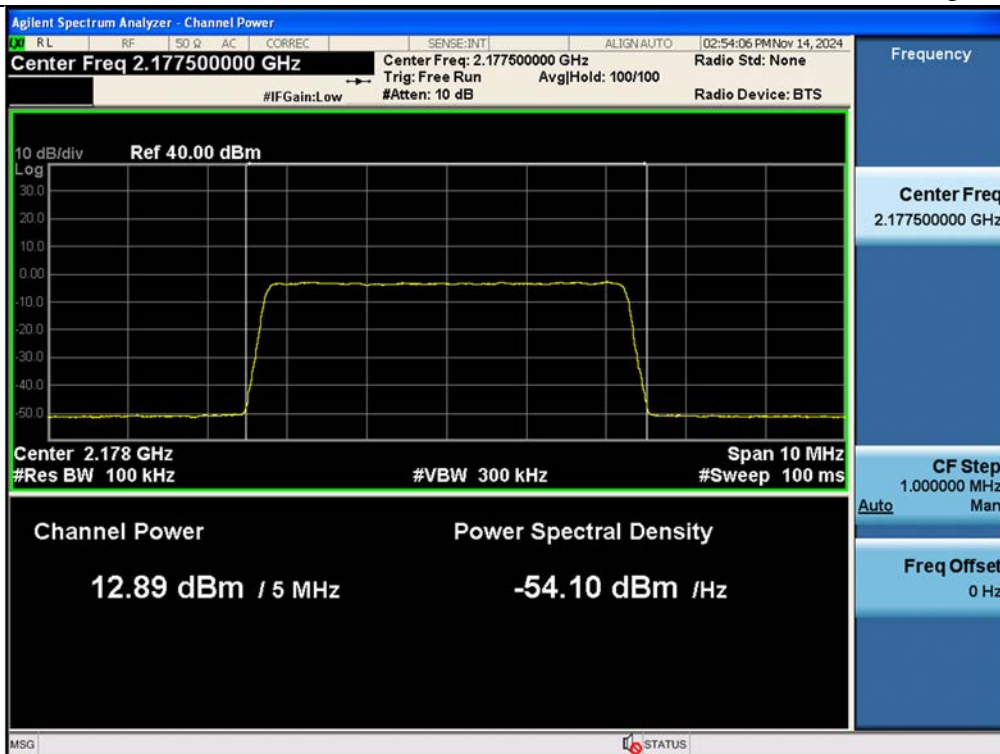 Agilent Spectrum Analyzer - Channel Power
LXI RL RF 50 Ω AC CORREC SENSE:INT ALIGN AUTO 02:54:06 PM Nov 14, 2024
Center Freq 2.177500000 GHz
Center Freq: 2.177500000 GHz
Radio Std: None
Trig: Free Run Avg|Hold: 100/100
#IFGain:Low
#Atten: 10 dB
Radio Device: BTS
10 dB/div Ref 40.00 dBm
Log
30.0
20.0
10.0
0.00
-10.0
-20.0
-30.0
-40.0
-50.0
Center 2.178 GHz
Span 10 MHz
#Res BW 100 kHz
#VBW 300 kHz
#Sweep 100 ms
Channel Power
Power Spectral Density
12.89 dBm / 5 MHz
-54.10 dBm /Hz
MSG
STATUS
Frequency
Center Freq
2.177500000 GHz
CF Step
1.000000 MHz
Auto Man
Freq Offset
0 Hz